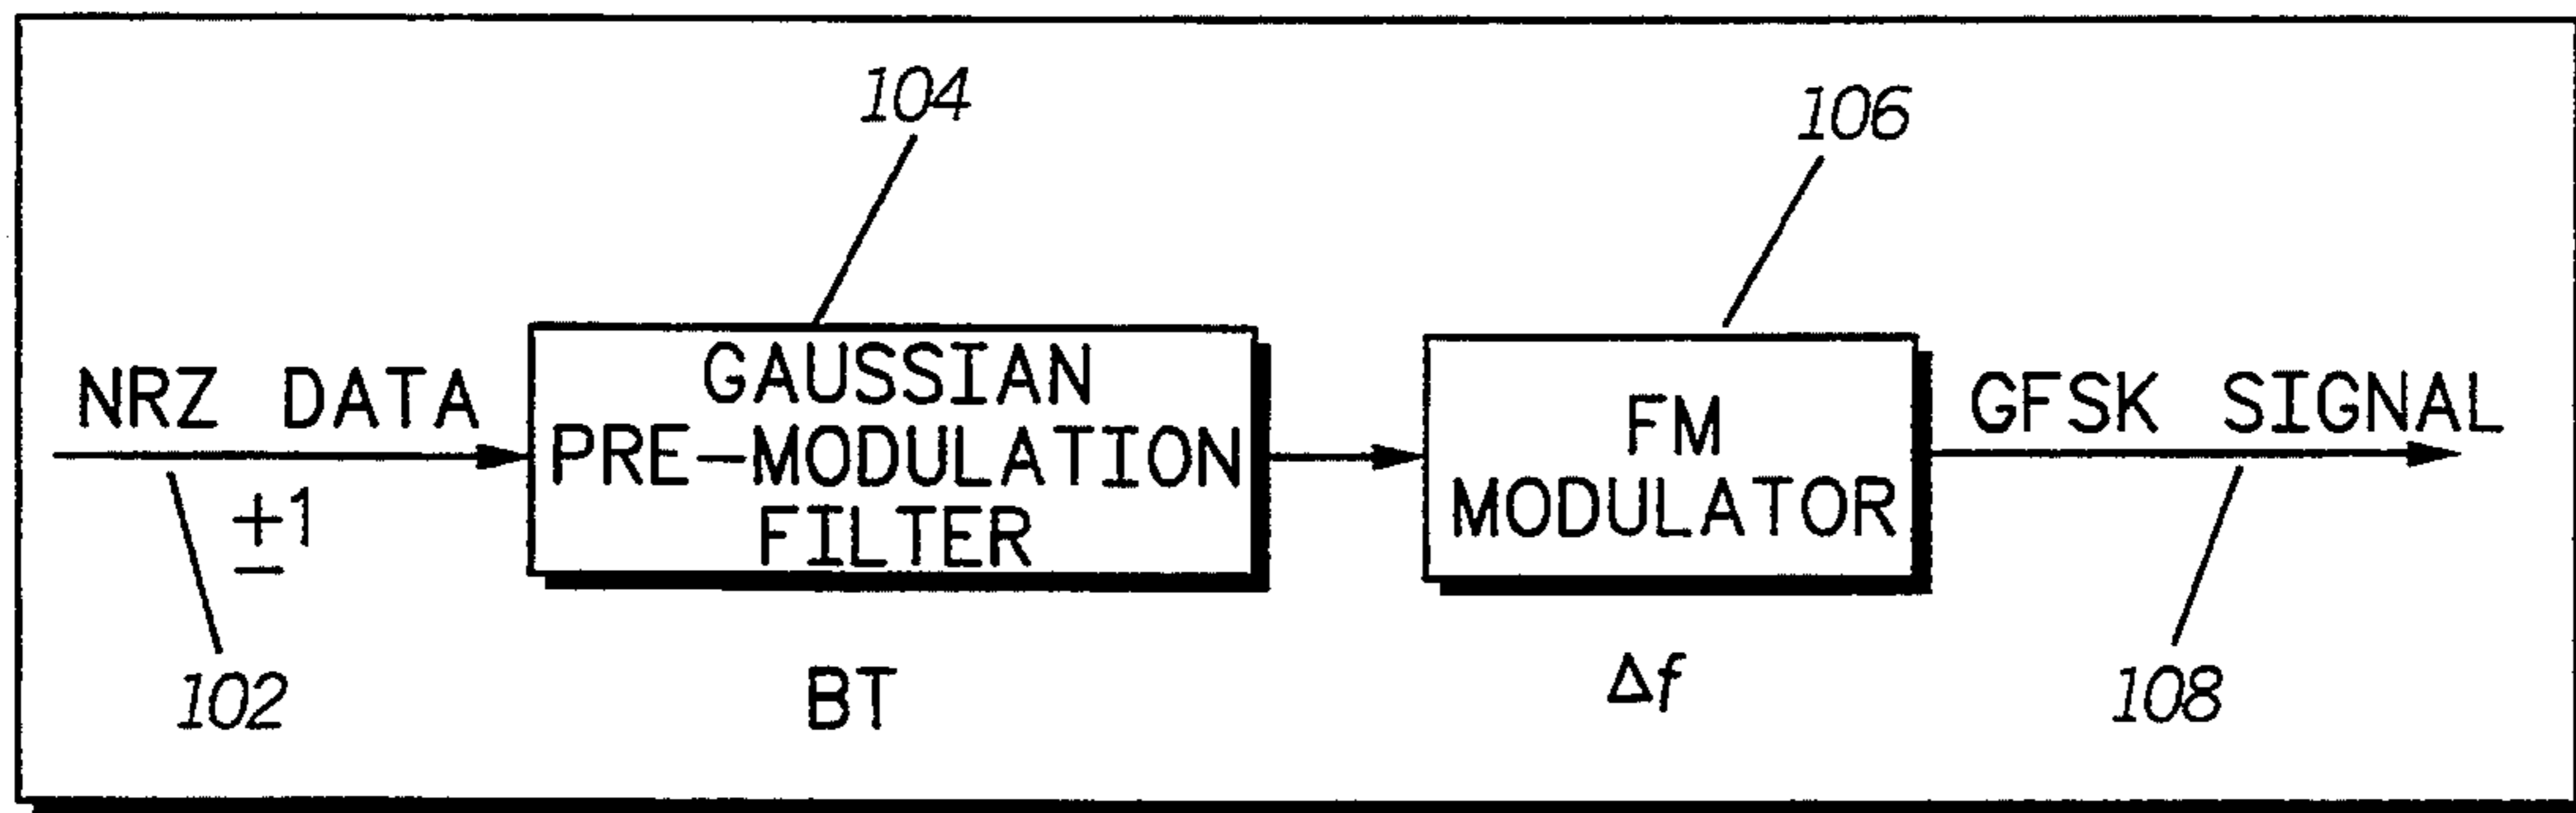 104
106
NRZ DATA
±1
102
GAUSSIAN
PRE-MODULATION
FILTER
BT
FM
MODULATOR
Δf
GFSK SIGNAL
108